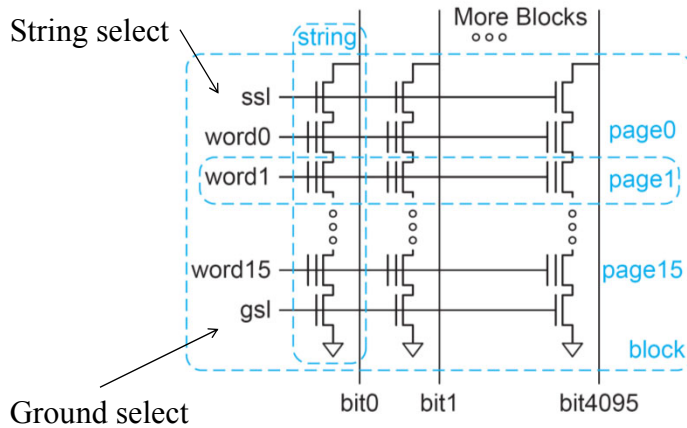 More Blocks
String select
string
ssl
word0
page0
word1
page1
word15
page15
gsl
block
bit0
bit1
bit4095
Ground select